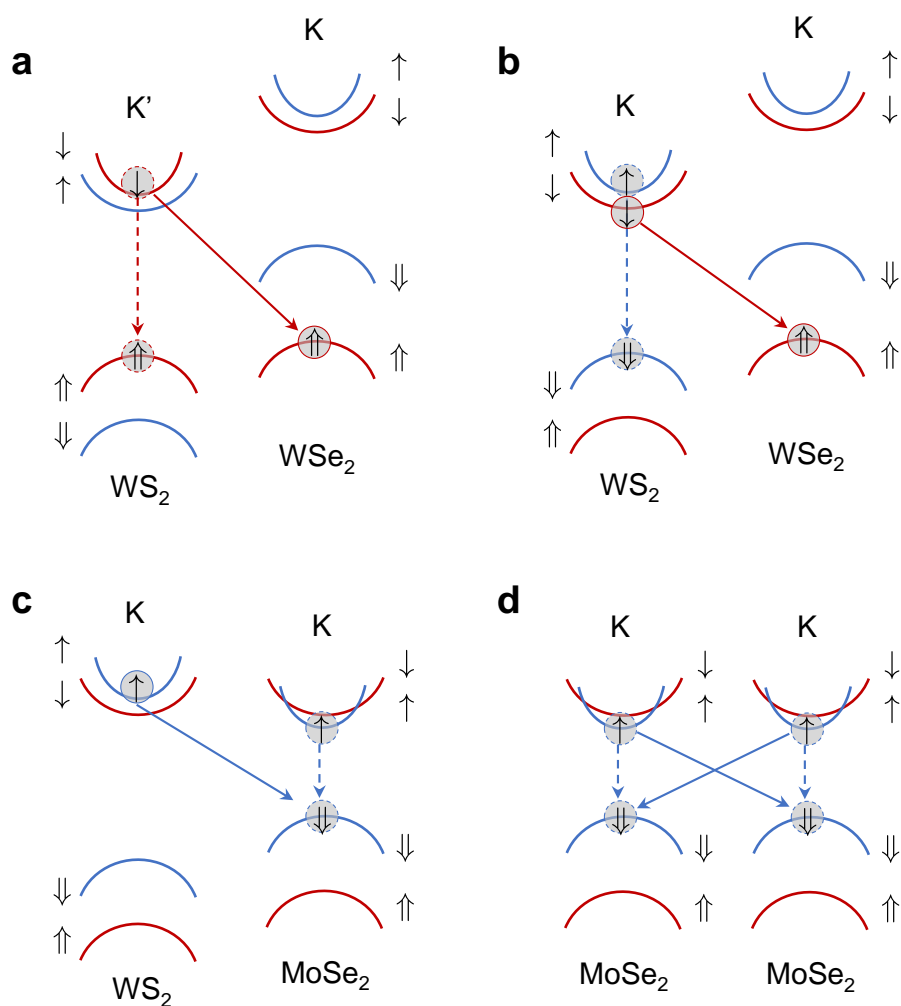 a
K
K'
↓
↑
↑
↓
↓
⇑
⇑
⇓
⇑
⇑
⇓
WS2
WSe2
b
K
K
↑
↓
↑
↓
↑
↓
⇓
⇓
⇑
⇓
⇑
⇑
WS2
WSe2
c
K
K
↑
↓
↑
↓
↑
↑
⇓
⇓
⇑
⇓
⇑
WS2
MoSe2
d
K
K
↓
↑
↓
↑
↑
↑
⇓
⇓
⇓
⇑
⇓
⇑
MoSe2
MoSe2